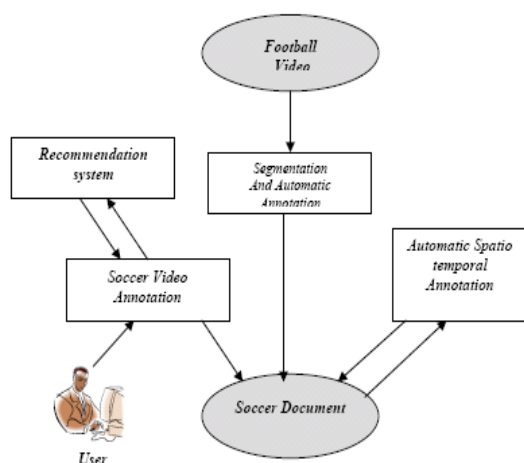 Football
Video
Recommendation
system
Segmentation
And Automatic
Annotation
Automatic Spatio
temporal
Annotation
Soccer Video
Annotation
Soccer Document
User